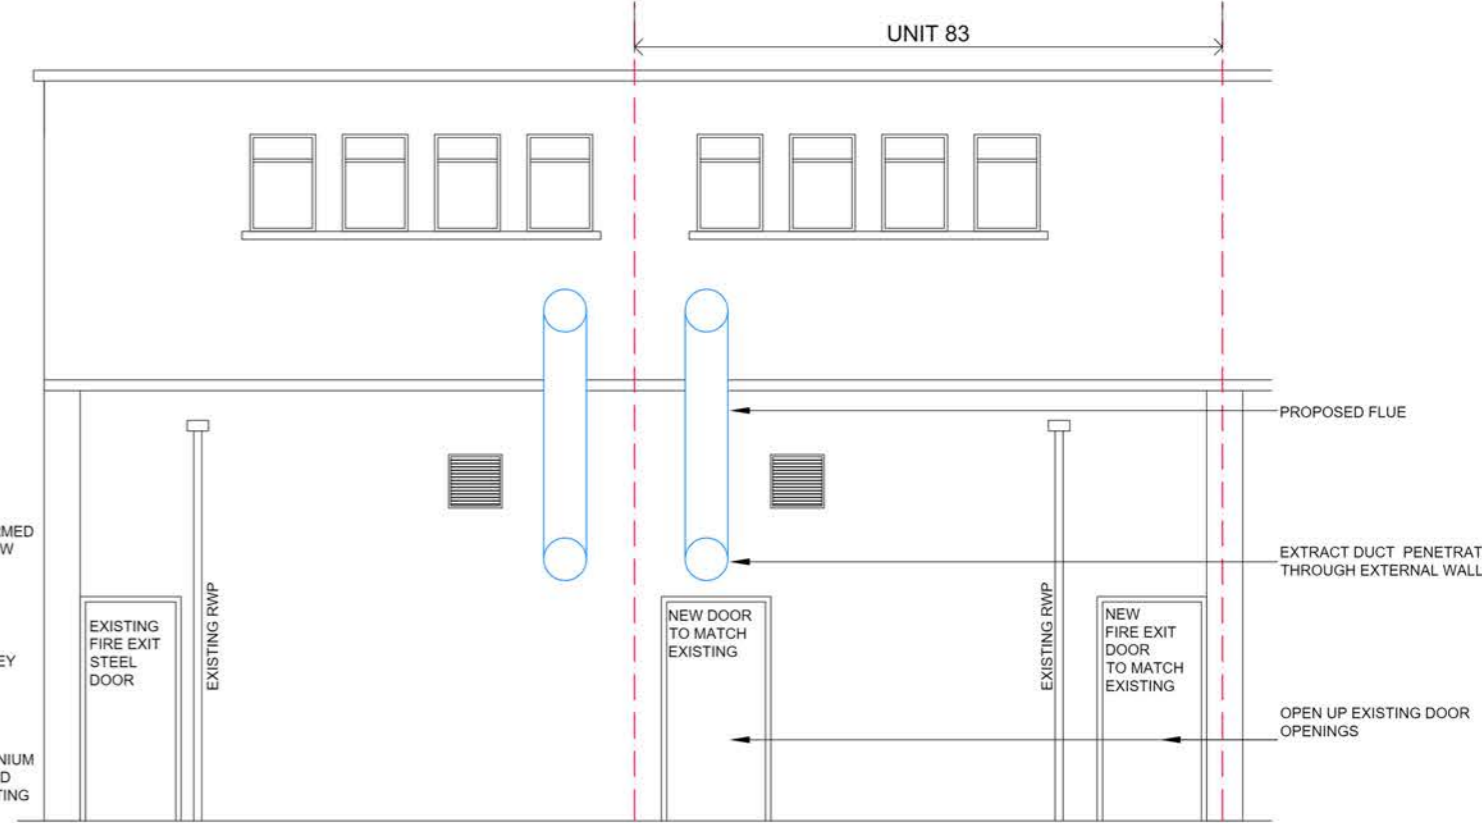 UNIT 83
PROPOSED FLUE
EXTRACT DUCT PENETRAT
THROUGH EXTERNAL WALL
EXISTING
FIRE EXIT
STEEL
DOOR
EXISTING RWP
NEW DOOR
TO MATCH
EXISTING
EXISTING RWP
NEW
FIRE EXIT
DOOR
TO MATCH
EXISTING
OPEN UP EXISTING DOOR
OPENINGS